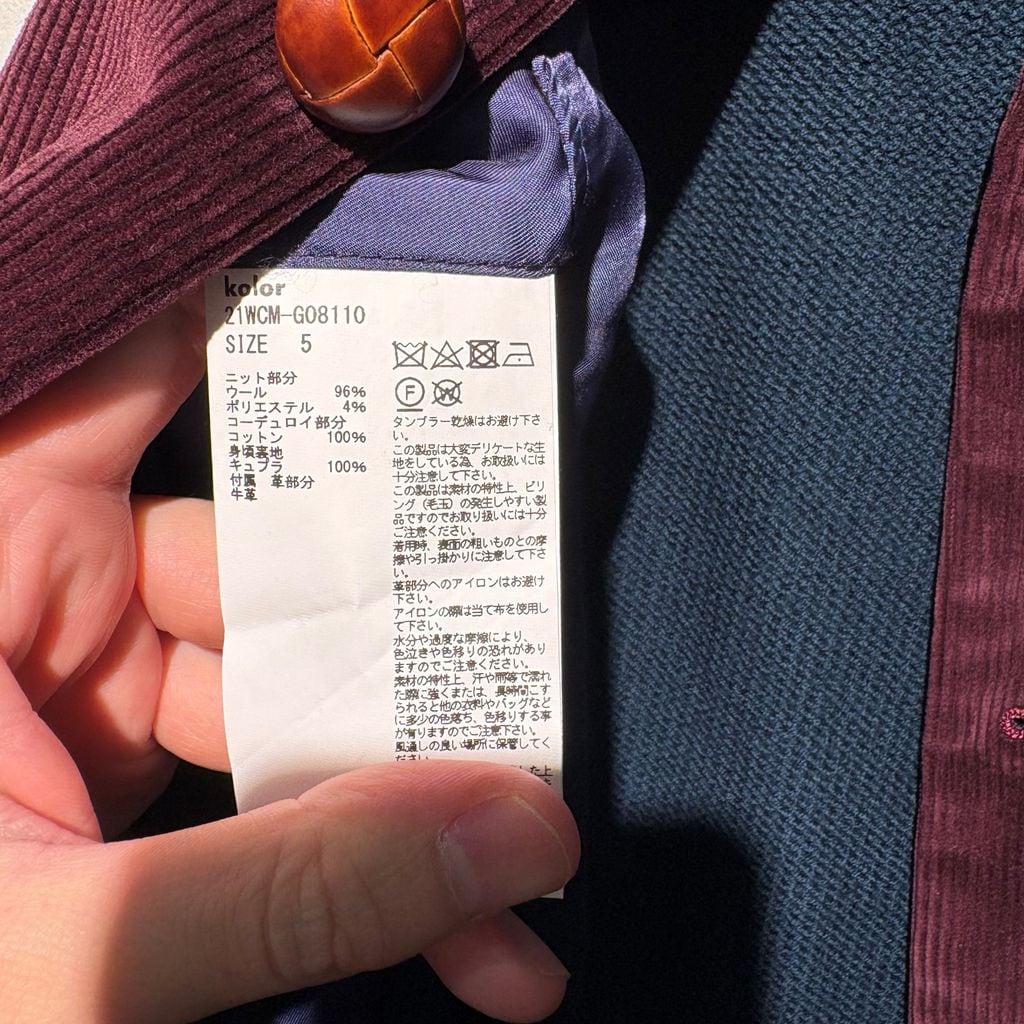 kolor
21WCM-G08110
SIZE 5
ニット部分
ウール 96%
ポリエステル 4%
コーデュロイ部分
コットン 100%
身頃裏地
キュプラ 100%
付属 革部分
牛革
F
W
タンブラー乾燥はお避け下さ
い。
この製品は大変デリケートな生
地をしている為、お取扱いには
十分注意して下さい。
この製品は素材の特性上、ピリ
ング(毛玉)の発生しやすい製
品ですのでお取り扱いには十分
ご注意ください。
着用時、表面の粗いものとの摩
擦や引っ掛かりに注意して下さ
い。
革部分へのアイロンはお避け
下さい。
アイロンの際は当て布を使用し
て下さい。
水分や過度な摩擦により、
色泣きや色移りの恐れがあり
ますのでご注意ください。
素材の特性上、汗や雨等で濡れ
た際に強くまたは、長時間こす
られると他の衣料やバッグなど
に多少の色落ち、色移りする事
が有りますのでご注意下さい。
風通しの良い場所に保管してく
ださい。
した上